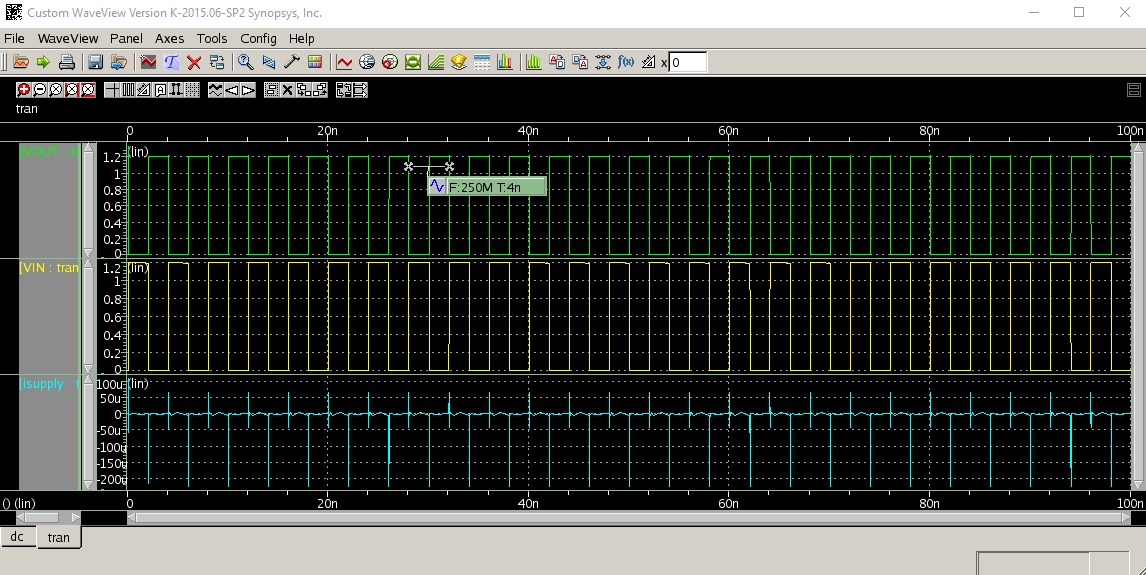 Custom WaveView Version K-2015.06-SP2 Synopsys, Inc.
File WaveView Panel Axes Tools Config Help
x 0
tran
0 20n 40n 60n 80n 100n
(lin)
1.2
1
0.8
0.6
0.4
0.2
0
F:250M T:4n
[VIN : tran (lin)
1.2
1
0.8
0.6
0.4
0.2
0
[isupply : t (lin)
100u
50u
0
-50u
-100u
-150u
-200u
() (lin) 0 20n 40n 60n 80n 100n
dc tran